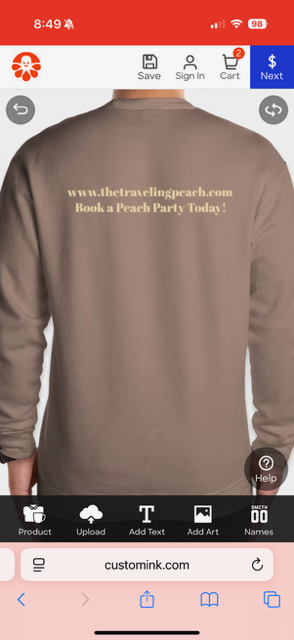 8:49
98
2
$
Save
Sign In
Cart
Next
www.thetravelingpeach.com
Book a Peach Party Today!
?
Help
T
SMITH
00
Product
Upload
Add Text
Add Art
Names
customink.com